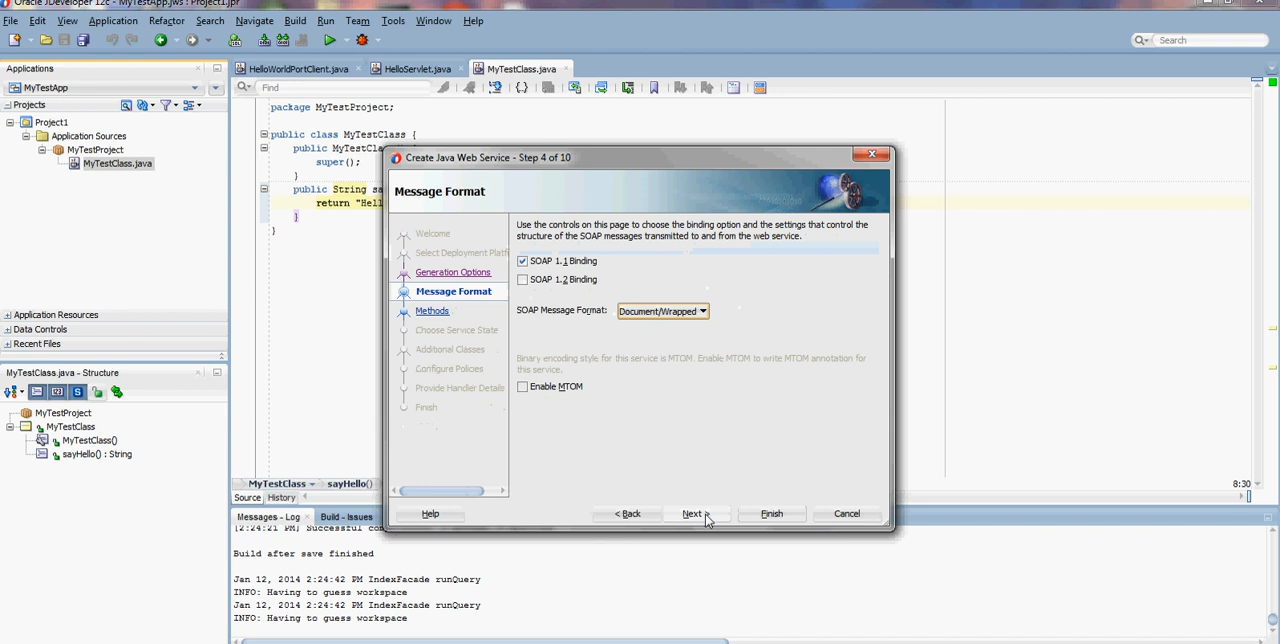 Oracle JDeveloper 12c - MyTestApp.jws : Project1.jpr
File Edit View Application Refactor Search Navigate Build Run Team Tools Window Help
Search
Applications
HelloWorldPortClient.java HelloServlet.java MyTestClass.java
MyTestApp
Find
Projects
Project1
Application Sources
MyTestProject
MyTestClass.java
package MyTestProject;
public class MyTestClass {
public MyTestCla
super();
}
public String sa
return "Hell
}
}
Create Java Web Service - Step 4 of 10
Message Format
Welcome
Select Deployment Platf
Generation Options
Message Format
Methods
Choose Service State
Additional Classes
Configure Policies
Provide Handler Details
Finish
Use the controls on this page to choose the binding option and the settings that control the
structure of the SOAP messages transmitted to and from the web service.
SOAP 1.1 Binding
SOAP 1.2 Binding
SOAP Message Format: Document/Wrapped
Binary encoding style for this service is MTOM. Enable MTOM to write MTOM annotation for
this service.
Enable MTOM
Help < Back Next > Finish Cancel
Application Resources
Data Controls
Recent Files
MyTestClass.java - Structure
MyTestProject
MyTestClass
MyTestClass()
sayHello() : String
MyTestClass sayHello() 8:30
Source History
Messages - Log Build - Issues
[2:24:21 PM] Successful com
Build after save finished
Jan 12, 2014 2:24:42 PM IndexFacade runQuery
INFO: Having to guess workspace
Jan 12, 2014 2:24:42 PM IndexFacade runQuery
INFO: Having to guess workspace